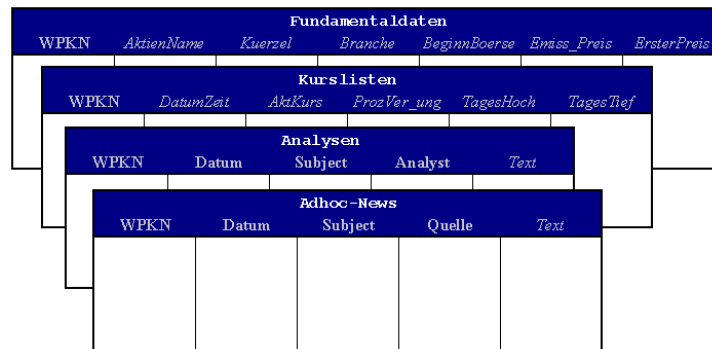 Fundamentaldaten
WPKN AktienName Kuerzel Branche BeginnBoerse Emiss_Preis ErsterPreis
Kurslisten
WPKN DatumZeit AktKurs ProzVer_ung TagesHoch TagesTief
Analysen
WPKN Datum Subject Analyst Text
Adhoc-News
WPKN Datum Subject Quelle Text